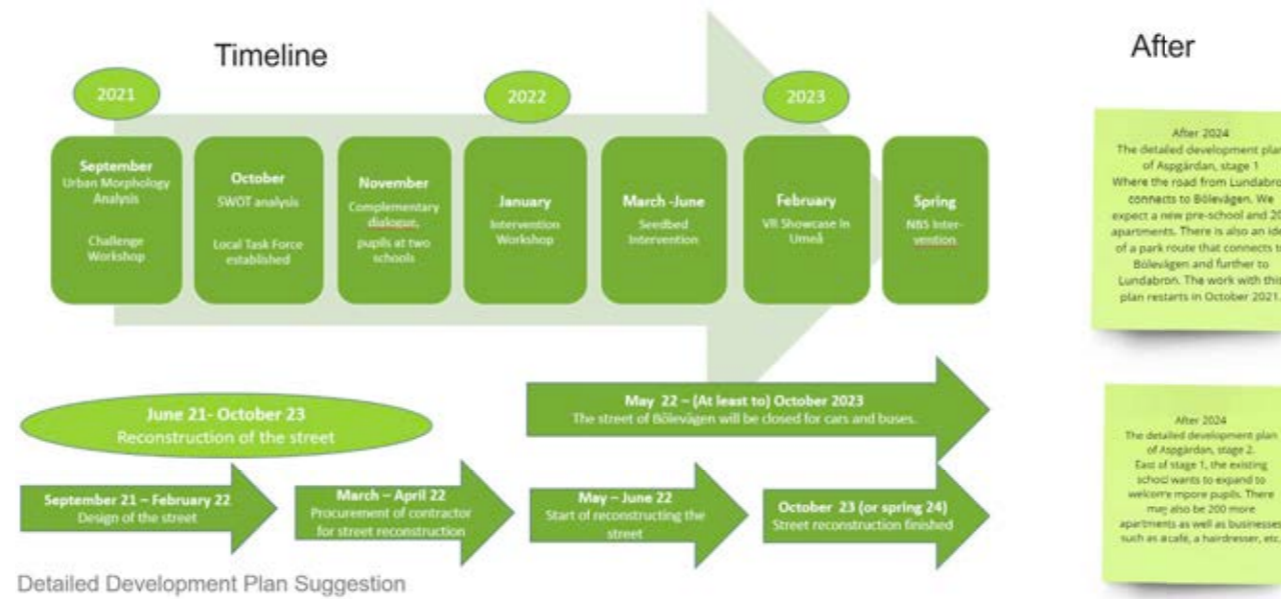 Timeline
After
2021
2022
2023
September
Urban Morphology
Analysis
Challenge
Workshop
October
SWOT analysis
Local Task Force
established
November
Complementary
dialogue,
pupils at two
schools
January
Intervention
Workshop
March -June
Seedbed
Intervention
February
VR Showcase in
Umeå
Spring
NBS Inter-
vention
After 2024
The detailed development plan
of Aspgärdan, stage 1
Where the road from Lundabron
connects to Bölevägen. We
expect a new pre-school and
apartments. There is also an
of a park route that connects
Bölevägen and further to
Lundabron. The work with this
plan restarts in October 2021.
June 21- October 23
Reconstruction of the street
May 22 – (At least to) October 2023
The street of Bölevägen will be closed for cars and buses.
September 21 – February 22
Design of the street
March – April 22
Procurement of contractor
for street reconstruction
May – June 22
Start of reconstructing the
street
October 23 (or spring 24)
Street reconstruction finished
After 2024
The detailed development plan
of Aspgärdan, stage 2.
East of stage 1, the existing
school wants to expand to
welcome mpore pupils. There
may also be 200 more
apartments as well as businesses
such as a café, a hairdresser, etc.
Detailed Development Plan Suggestion